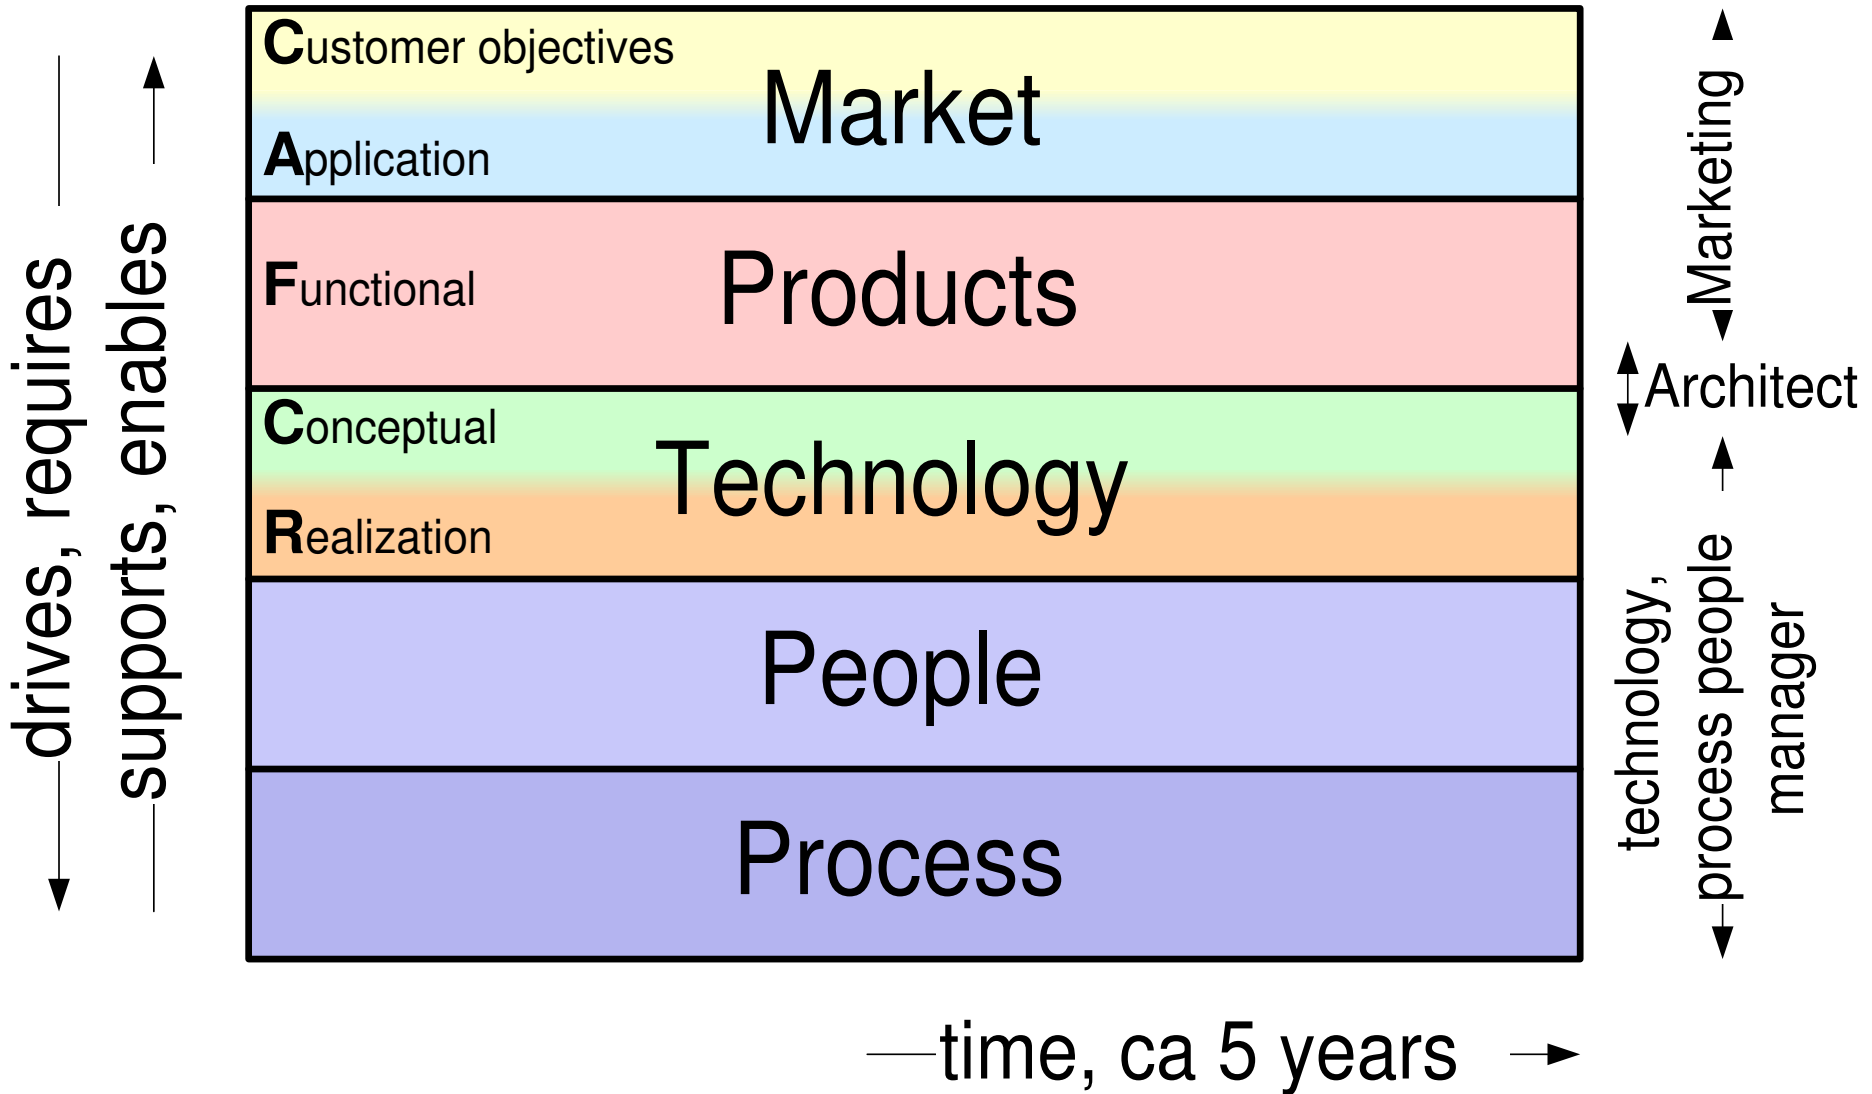 drives, requires
supports, enables
Customer objectives
Market
Application
Functional
Products
Conceptual
Technology
Realization
People
Process
Marketing
Architect
technology,
process people
manager
time, ca 5 years